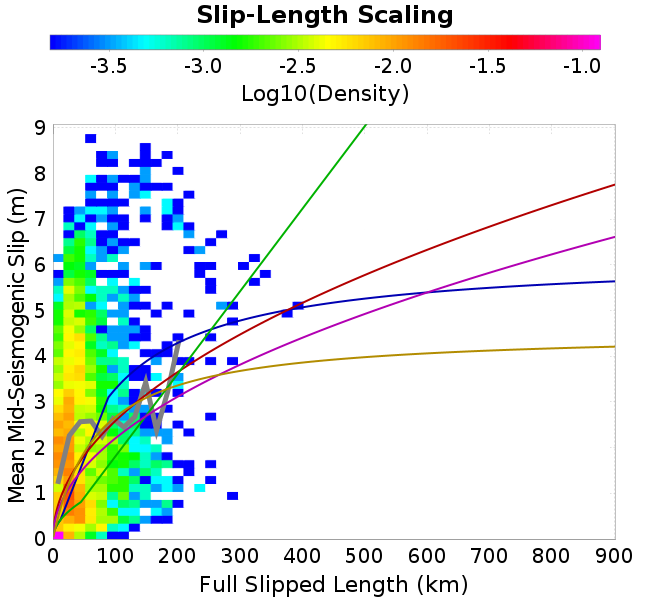 Slip-Length Scaling
-3.5 -3.0 -2.5 -2.0 -1.5 -1.0
Log10(Density)
Mean Mid-Seismogenic Slip (m)
9
8
7
6
5
4
3
2
1
0
0 100 200 300 400 500 600 700 800 900
Full Slipped Length (km)